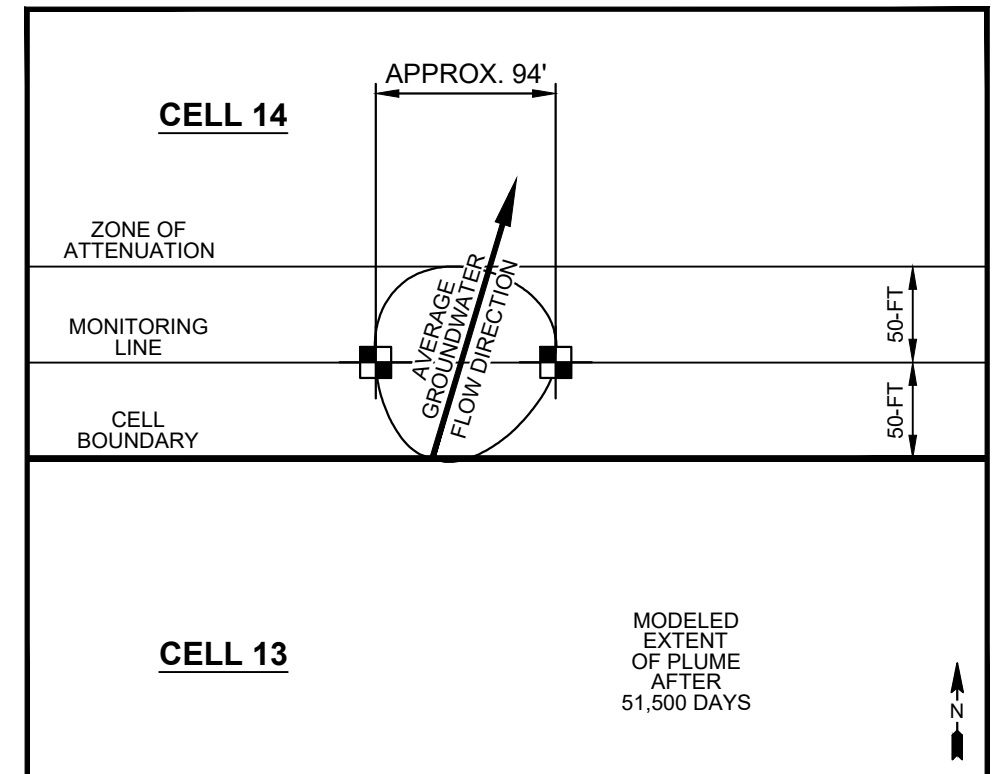 APPROX. 94'
CELL 14
ZONE OF
ATTENUATION
AVERAGE
GROUNDWATER
FLOW DIRECTION
50-FT
MONITORING
LINE
50-FT
CELL
BOUNDARY
CELL 13
MODELED
EXTENT
OF PLUME
AFTER
51,500 DAYS
N